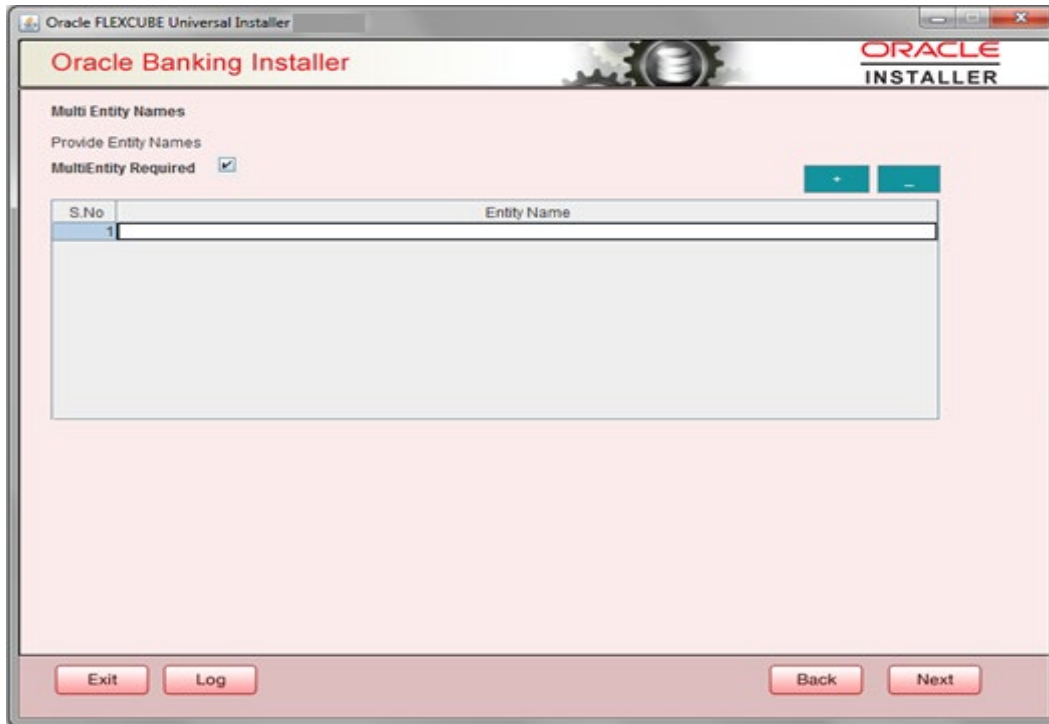 Oracle FLEXCUBE Universal Installer
Oracle Banking Installer
ORACLE
INSTALLER
Multi Entity Names
Provide Entity Names
MultiEntity Required
+ _
S.No Entity Name
1
Exit Log Back Next